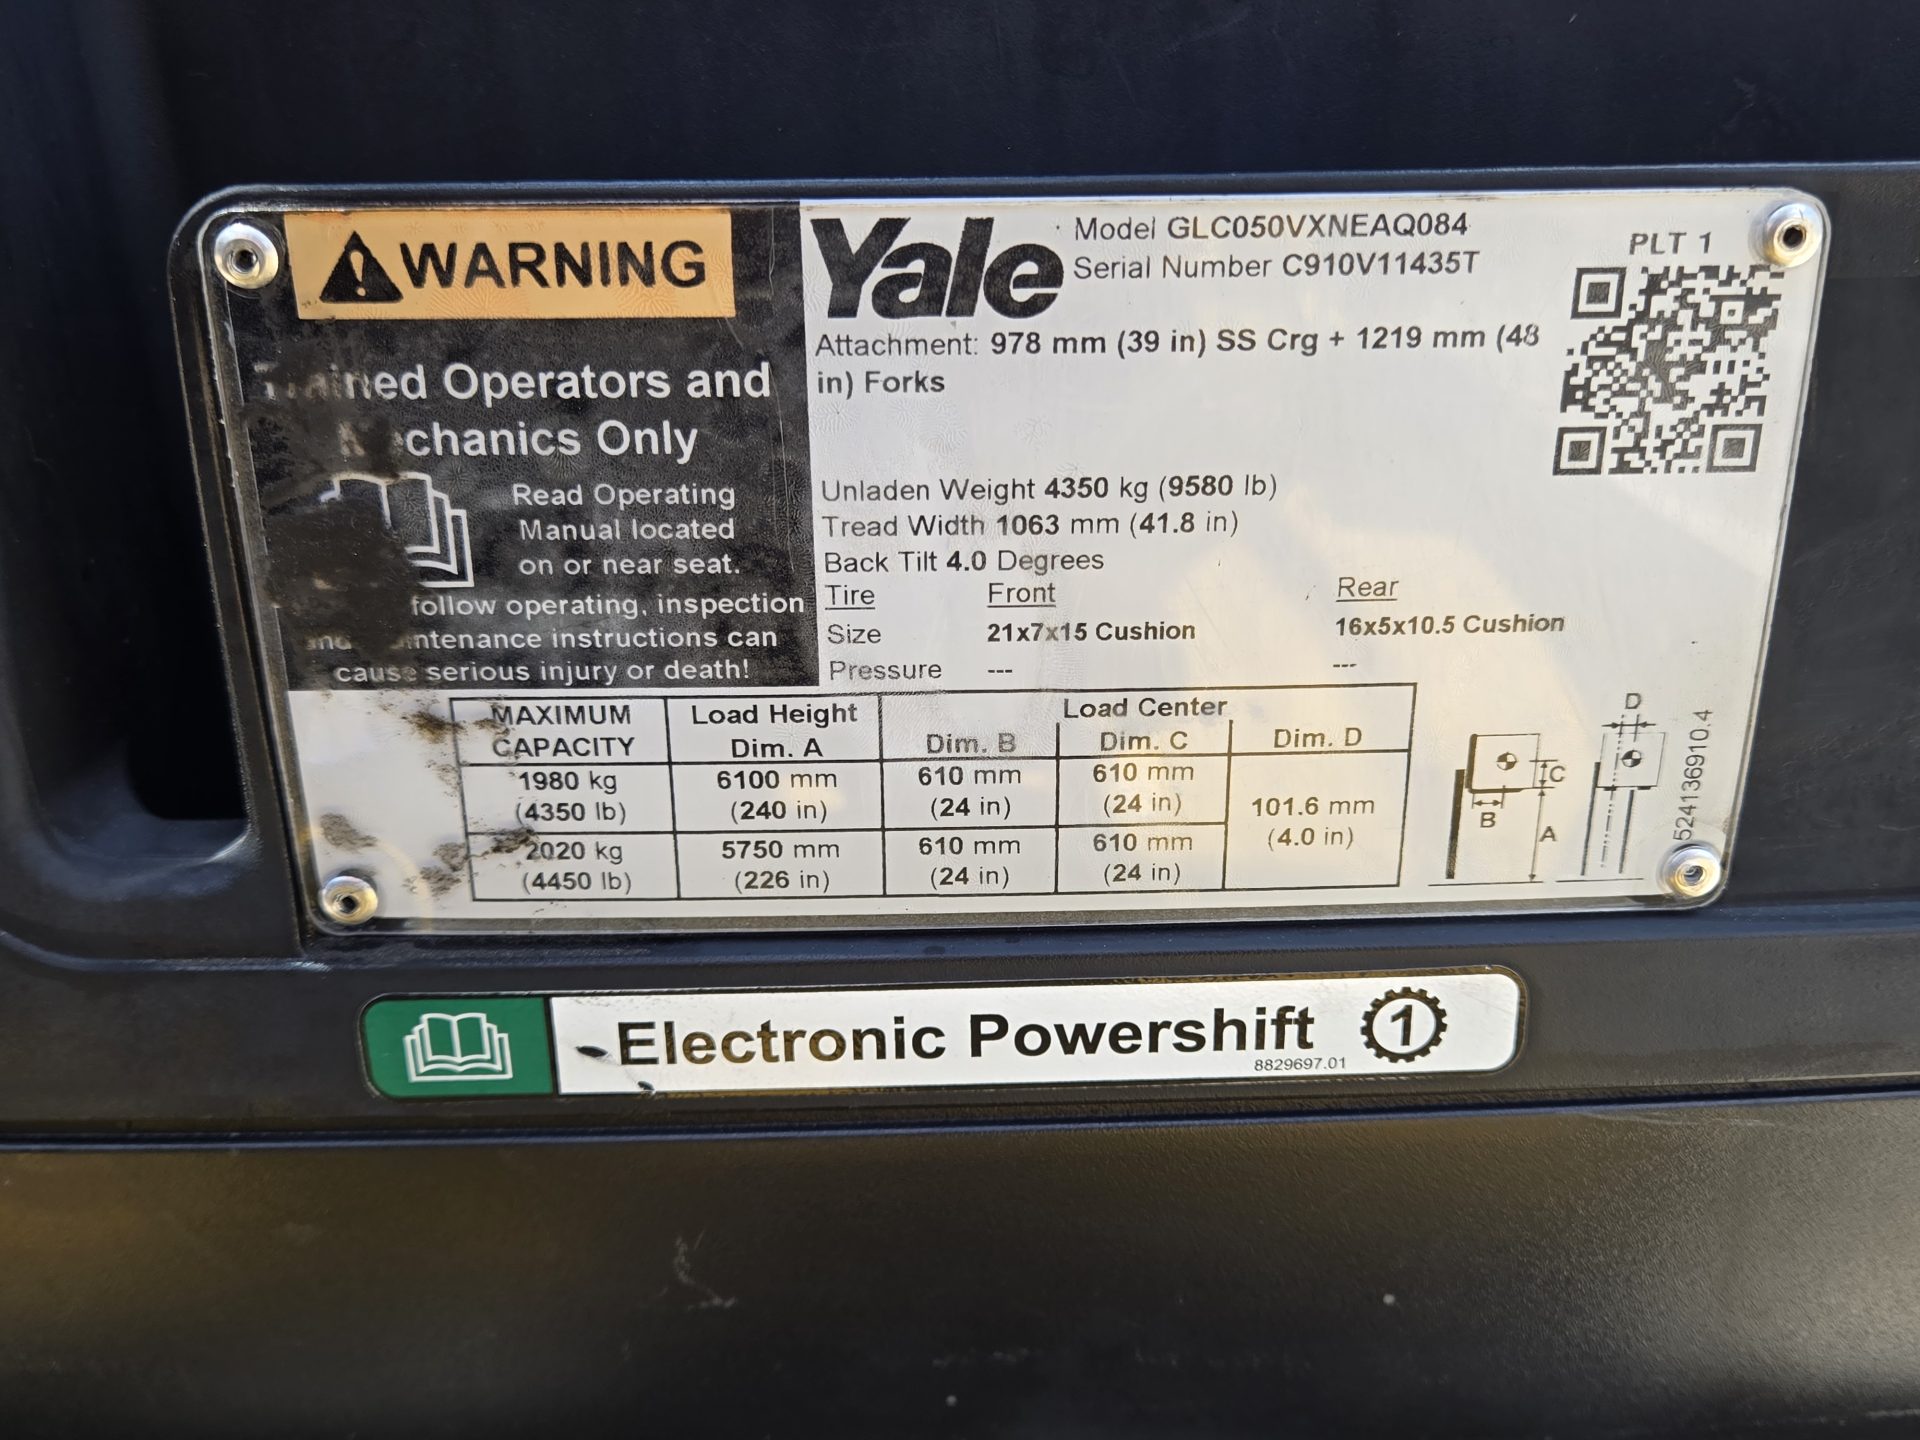 WARNING
Trained Operators and
Mechanics Only
Read Operating
Manual located
on or near seat.
follow operating, inspection
and maintenance instructions can
cause serious injury or death!
Yale
Model GLC050VXNEAQ084
Serial Number C910V11435T
PLT 1
Attachment: 978 mm (39 in) SS Crg + 1219 mm (48
in) Forks
Unladen Weight 4350 kg (9580 lb)
Tread Width 1063 mm (41.8 in)
Back Tilt 4.0 Degrees
Tire Front Rear
Size 21x7x15 Cushion 16x5x10.5 Cushion
Pressure --- ---
MAXIMUM Load Height Load Center
CAPACITY Dim. A Dim. B Dim. C Dim. D
1980 kg 6100 mm 610 mm 610 mm
(4350 lb) (240 in) (24 in) (24 in)
101.6 mm
(4.0 in)
2020 kg 5750 mm 610 mm 610 mm
(4450 lb) (226 in) (24 in) (24 in)
D
C
B
A
524136910.4
Electronic Powershift 1
8829697.01